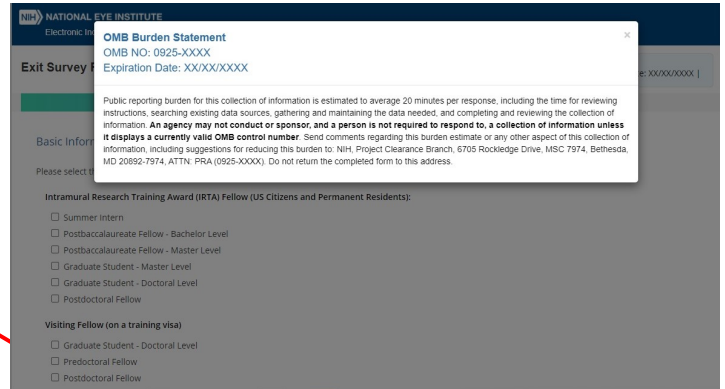 NIH NATIONAL EYE INSTITUTE
Electronic
OMB Burden Statement
×
OMB NO: 0925-XXXX
Expiration Date: XX/XX/XXXX
Exit Survey
e: XX/XX/XXXX |
Public reporting burden for this collection of information is estimated to average 20 minutes per response, including the time for reviewing
instructions, searching existing data sources, gathering and maintaining the data needed, and completing and reviewing the collection of
information. An agency may not conduct or sponsor, and a person is not required to respond to, a collection of information unless
it displays a currently valid OMB control number. Send comments regarding this burden estimate or any other aspect of this collection of
information, including suggestions for reducing this burden to: NIH, Project Clearance Branch, 6705 Rockledge Drive, MSC 7974, Bethesda,
MD 20892-7974, ATTN: PRA (0925-XXXX). Do not return the completed form to this address.
Basic Inforr
Please select th
Intramural Research Training Award (IRTA) Fellow (US Citizens and Permanent Residents):
Summer Intern
Postbaccalaureate Fellow - Bachelor Level
Postbaccalaureate Fellow - Master Level
Graduate Student - Master Level
Graduate Student - Doctoral Level
Postdoctoral Fellow
Visiting Fellow (on a training visa)
Graduate Student - Doctoral Level
Predoctoral Fellow
Postdoctoral Fellow